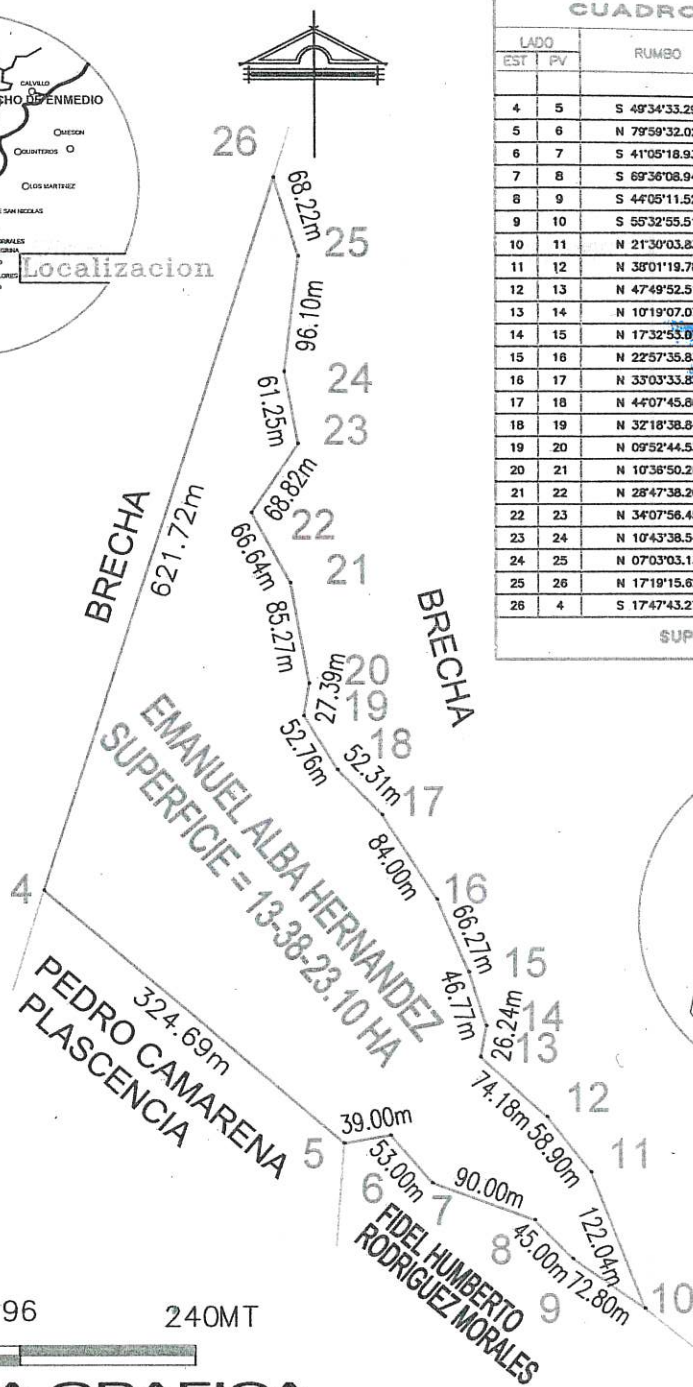 CALVILLO
CHO DE ENMEDIO
MESON
QUINTEROS
LOS MARTINEZ
SAN NICOLAS
Localizacion
CUADRO
LADO
EST PV RUMBO
4 5 S 49°34'33.29
5 6 N 79°59'32.02
6 7 S 41°05'18.93
7 8 S 69°36'08.94
8 9 S 44°05'11.52
9 10 S 55°32'55.51
10 11 N 21°30'03.83
11 12 N 38°01'19.78
12 13 N 47°49'52.5
13 14 N 10°19'07.0
14 15 N 17°32'53.0
15 16 N 22°57'35.8
16 17 N 33°03'33.8
17 18 N 44°07'45.8
18 19 N 32°18'38.8
19 20 N 09°52'44.5
20 21 N 10°36'50.2
21 22 N 28°47'38.2
22 23 N 34°07'56.4
23 24 N 10°43'38.5
24 25 N 07°03'03.1
25 26 N 17°19'15.6
26 4 S 17°47'43.2
SUP
26
68.22m
25
96.10m
24
61.25m
23
68.82m
22
66.64m
21
85.27m
20
27.39m
19
52.76m
18
52.31m
17
84.00m
16
66.27m
15
46.77m
14
26.24m
13
74.18m
12
58.90m
11
122.04m
10
BRECHA
621.72m
BRECHA
EMANUEL ALBA HERNANDEZ
SUPERFICIE = 13-38-23.10 HA
4
324.69m
PEDRO CAMARENA
PLASCENCIA
5
39.00m
6
53.00m
7
90.00m
8
45.00m
9
72.80m
FIDEL HUMBERTO
RODRIGUEZ MORALES
96 240MT
A GRAFICA